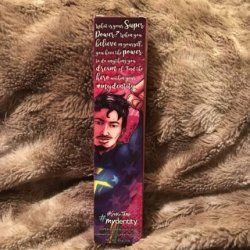 What is your Super
Power? When you
believe in yourself,
you have the power
to do anything you
dream of. Find the
hero within your
#mydentity
#mydentity